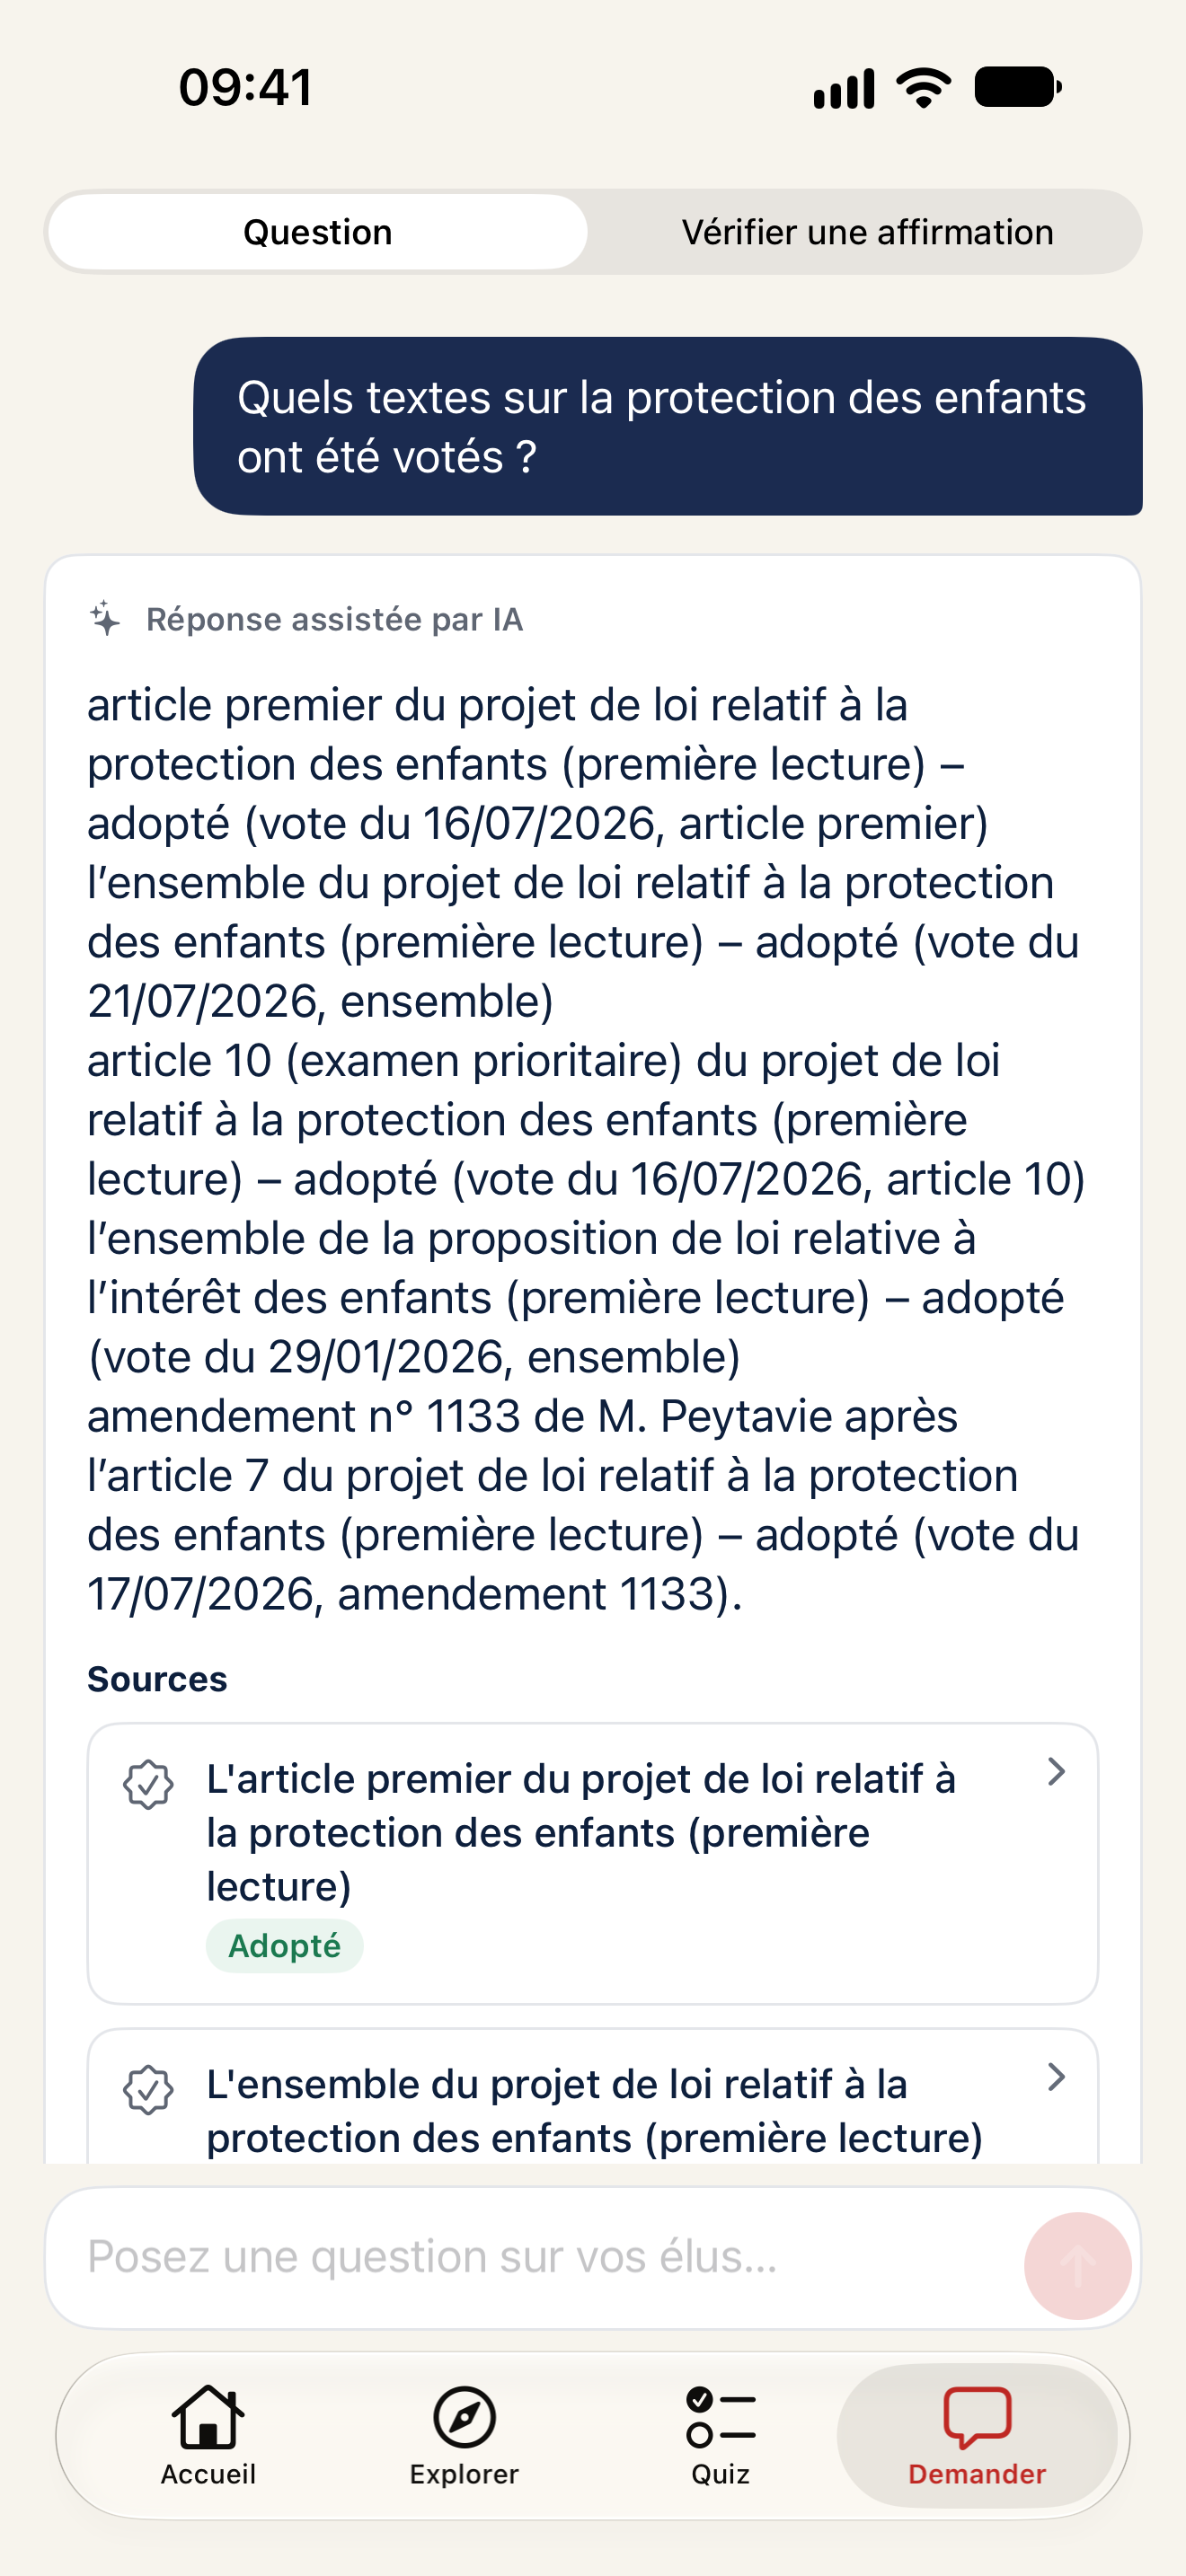 09:41
Question
Vérifier une affirmation
Quels textes sur la protection des enfants
ont été votés ?
Réponse assistée par IA
article premier du projet de loi relatif à la
protection des enfants (première lecture) –
adopté (vote du 16/07/2026, article premier)
l’ensemble du projet de loi relatif à la protection
des enfants (première lecture) – adopté (vote du
21/07/2026, ensemble)
article 10 (examen prioritaire) du projet de loi
relatif à la protection des enfants (première
lecture) – adopté (vote du 16/07/2026, article 10)
l’ensemble de la proposition de loi relative à
l’intérêt des enfants (première lecture) – adopté
(vote du 29/01/2026, ensemble)
amendement n° 1133 de M. Peytavie après
l’article 7 du projet de loi relatif à la protection
des enfants (première lecture) – adopté (vote du
17/07/2026, amendement 1133).
Sources
L'article premier du projet de loi relatif à
la protection des enfants (première
lecture)
Adopté
L'ensemble du projet de loi relatif à la
protection des enfants (première lecture)
Posez une question sur vos élus...
Accueil
Explorer
Quiz
Demander